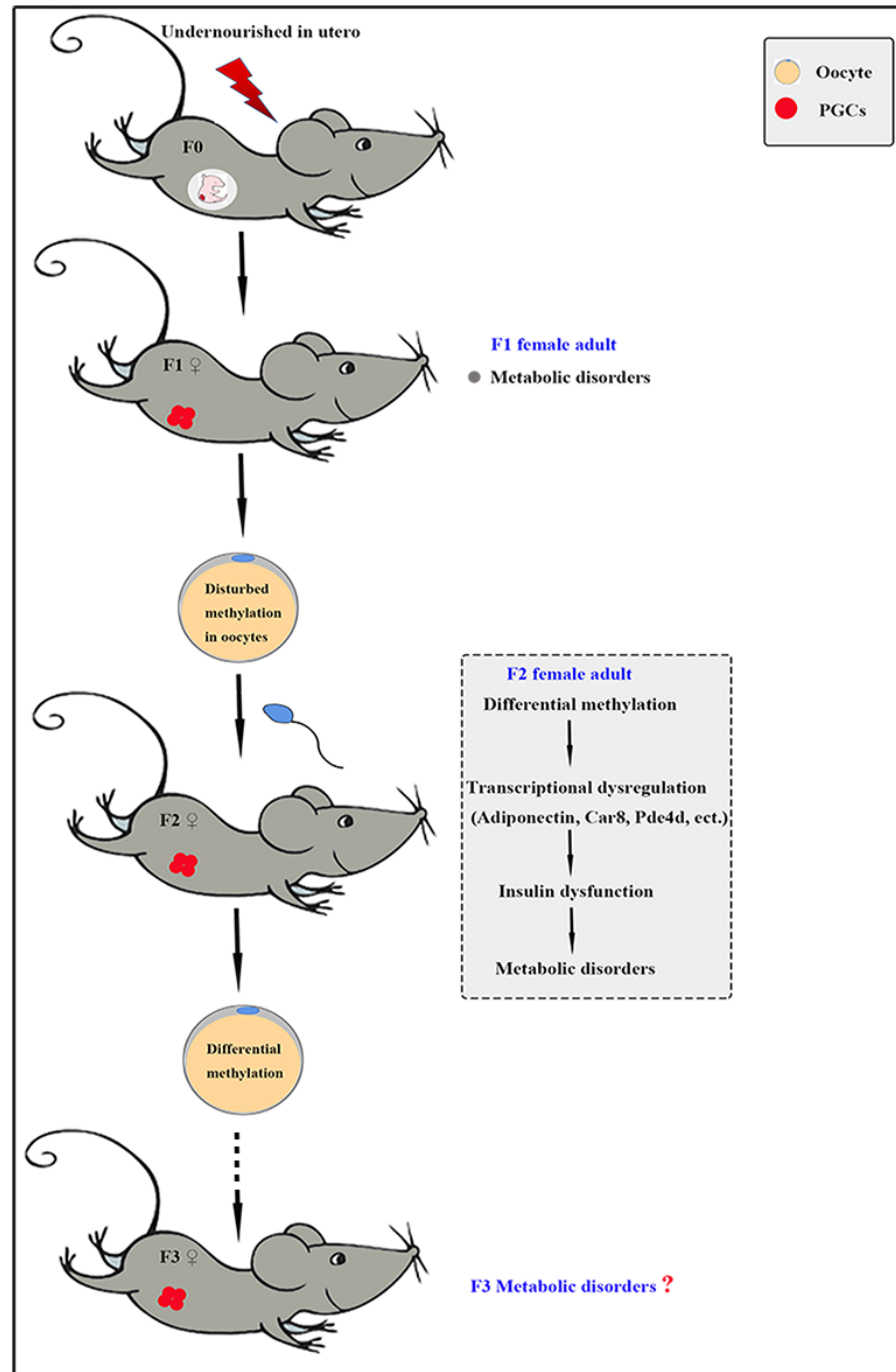 Undernourished in utero
Oocyte
PGCs
F0
F1 ♀
F1 female adult
Metabolic disorders
Disturbed
methylation
in oocytes
F2 female adult
Differential methylation
Transcriptional dysregulation
(Adiponectin, Car8, Pde4d, ect.)
Insulin dysfunction
Metabolic disorders
F2 ♀
Differential
methylation
F3 ♀
F3 Metabolic disorders ?